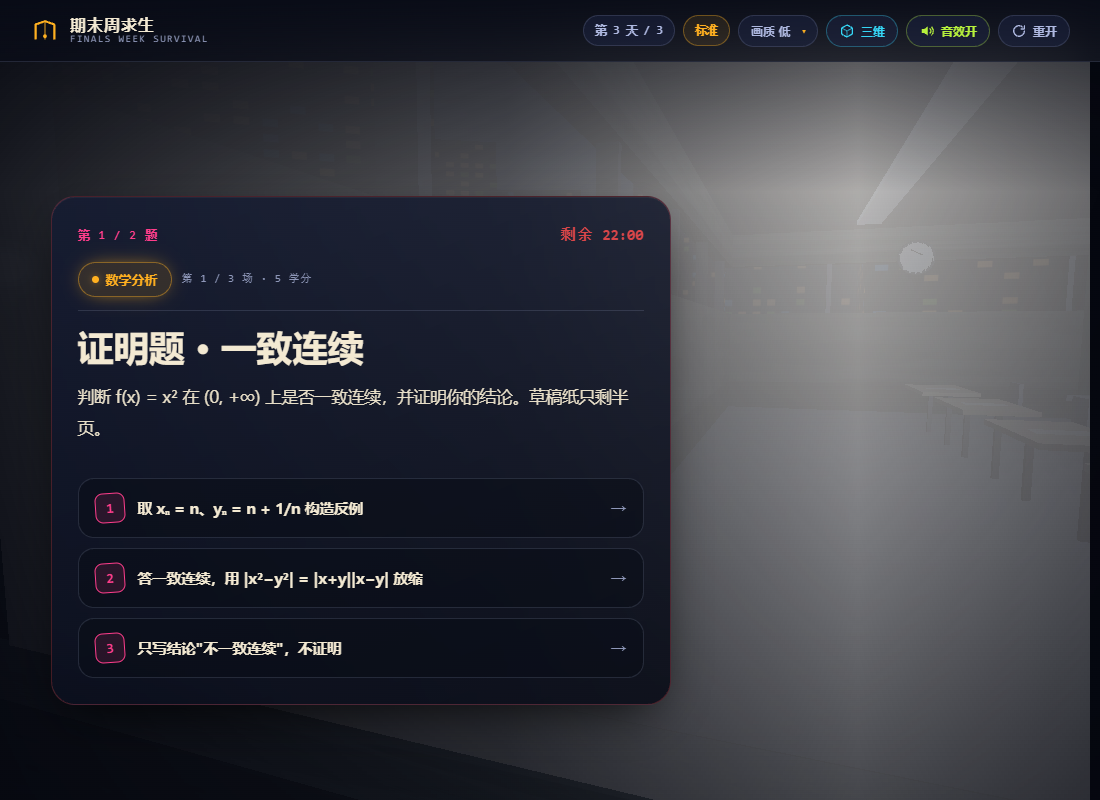 期末周求生
FINALS WEEK SURVIVAL
第 3 天 / 3
标准
画质 低
三维
音效开
重开
第 1 / 2 题
剩余 22:00
数学分析
第 1 / 3 场 · 5 学分
证明题 · 一致连续
判断 f(x) = x² 在 (0, +∞) 上是否一致连续，并证明你的结论。草稿纸只剩半
页。
1
取 xₙ = n、yₙ = n + 1/n 构造反例
→
2
答一致连续，用 |x²−y²| = |x+y||x−y| 放缩
→
3
只写结论"不一致连续"，不证明
→